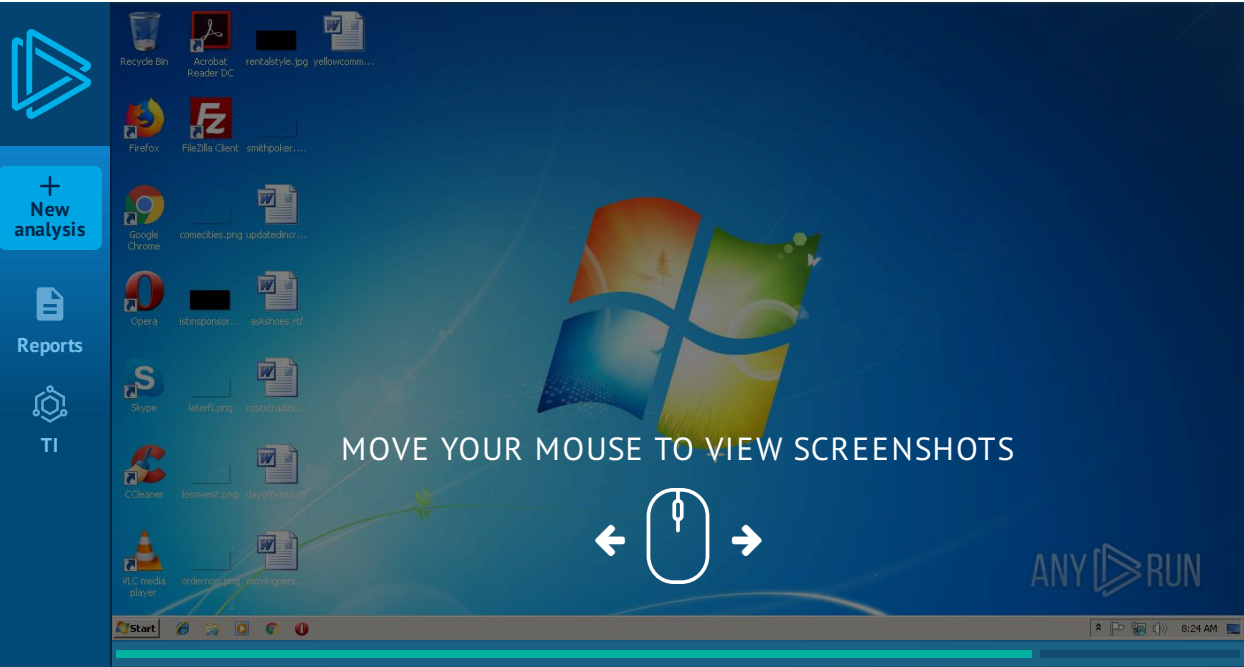 Recycle Bin
Acrobat
Reader DC
rentalstyle.jpg
yellowcomm...
Firefox
FileZilla Client
smithpoker....
+
New
analysis
Google
Chrome
comecities.png
updatedincr...
Reports
Opera
isbnsponsor...
askshoes.rtf
TI
Skype
laterfi.png
coststraditio...
MOVE YOUR MOUSE TO VIEW SCREENSHOTS
CCleaner
losswest.png
dayoffered.rtf
VLC media
player
ordernon.png
movingpers...
ANY RUN
Start
8:24 AM